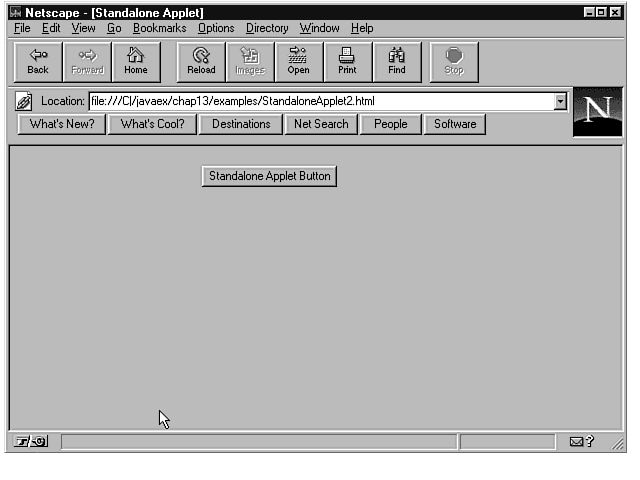 Netscape - [Standalone Applet]
File Edit View Go Bookmarks Options Directory Window Help
Back Forward Home Reload Images Open Print Find Stop
Location: file:///C|/javaex/chap13/examples/StandaloneApplet2.html
N
What's New? What's Cool? Destinations Net Search People Software
Standalone Applet Button
?